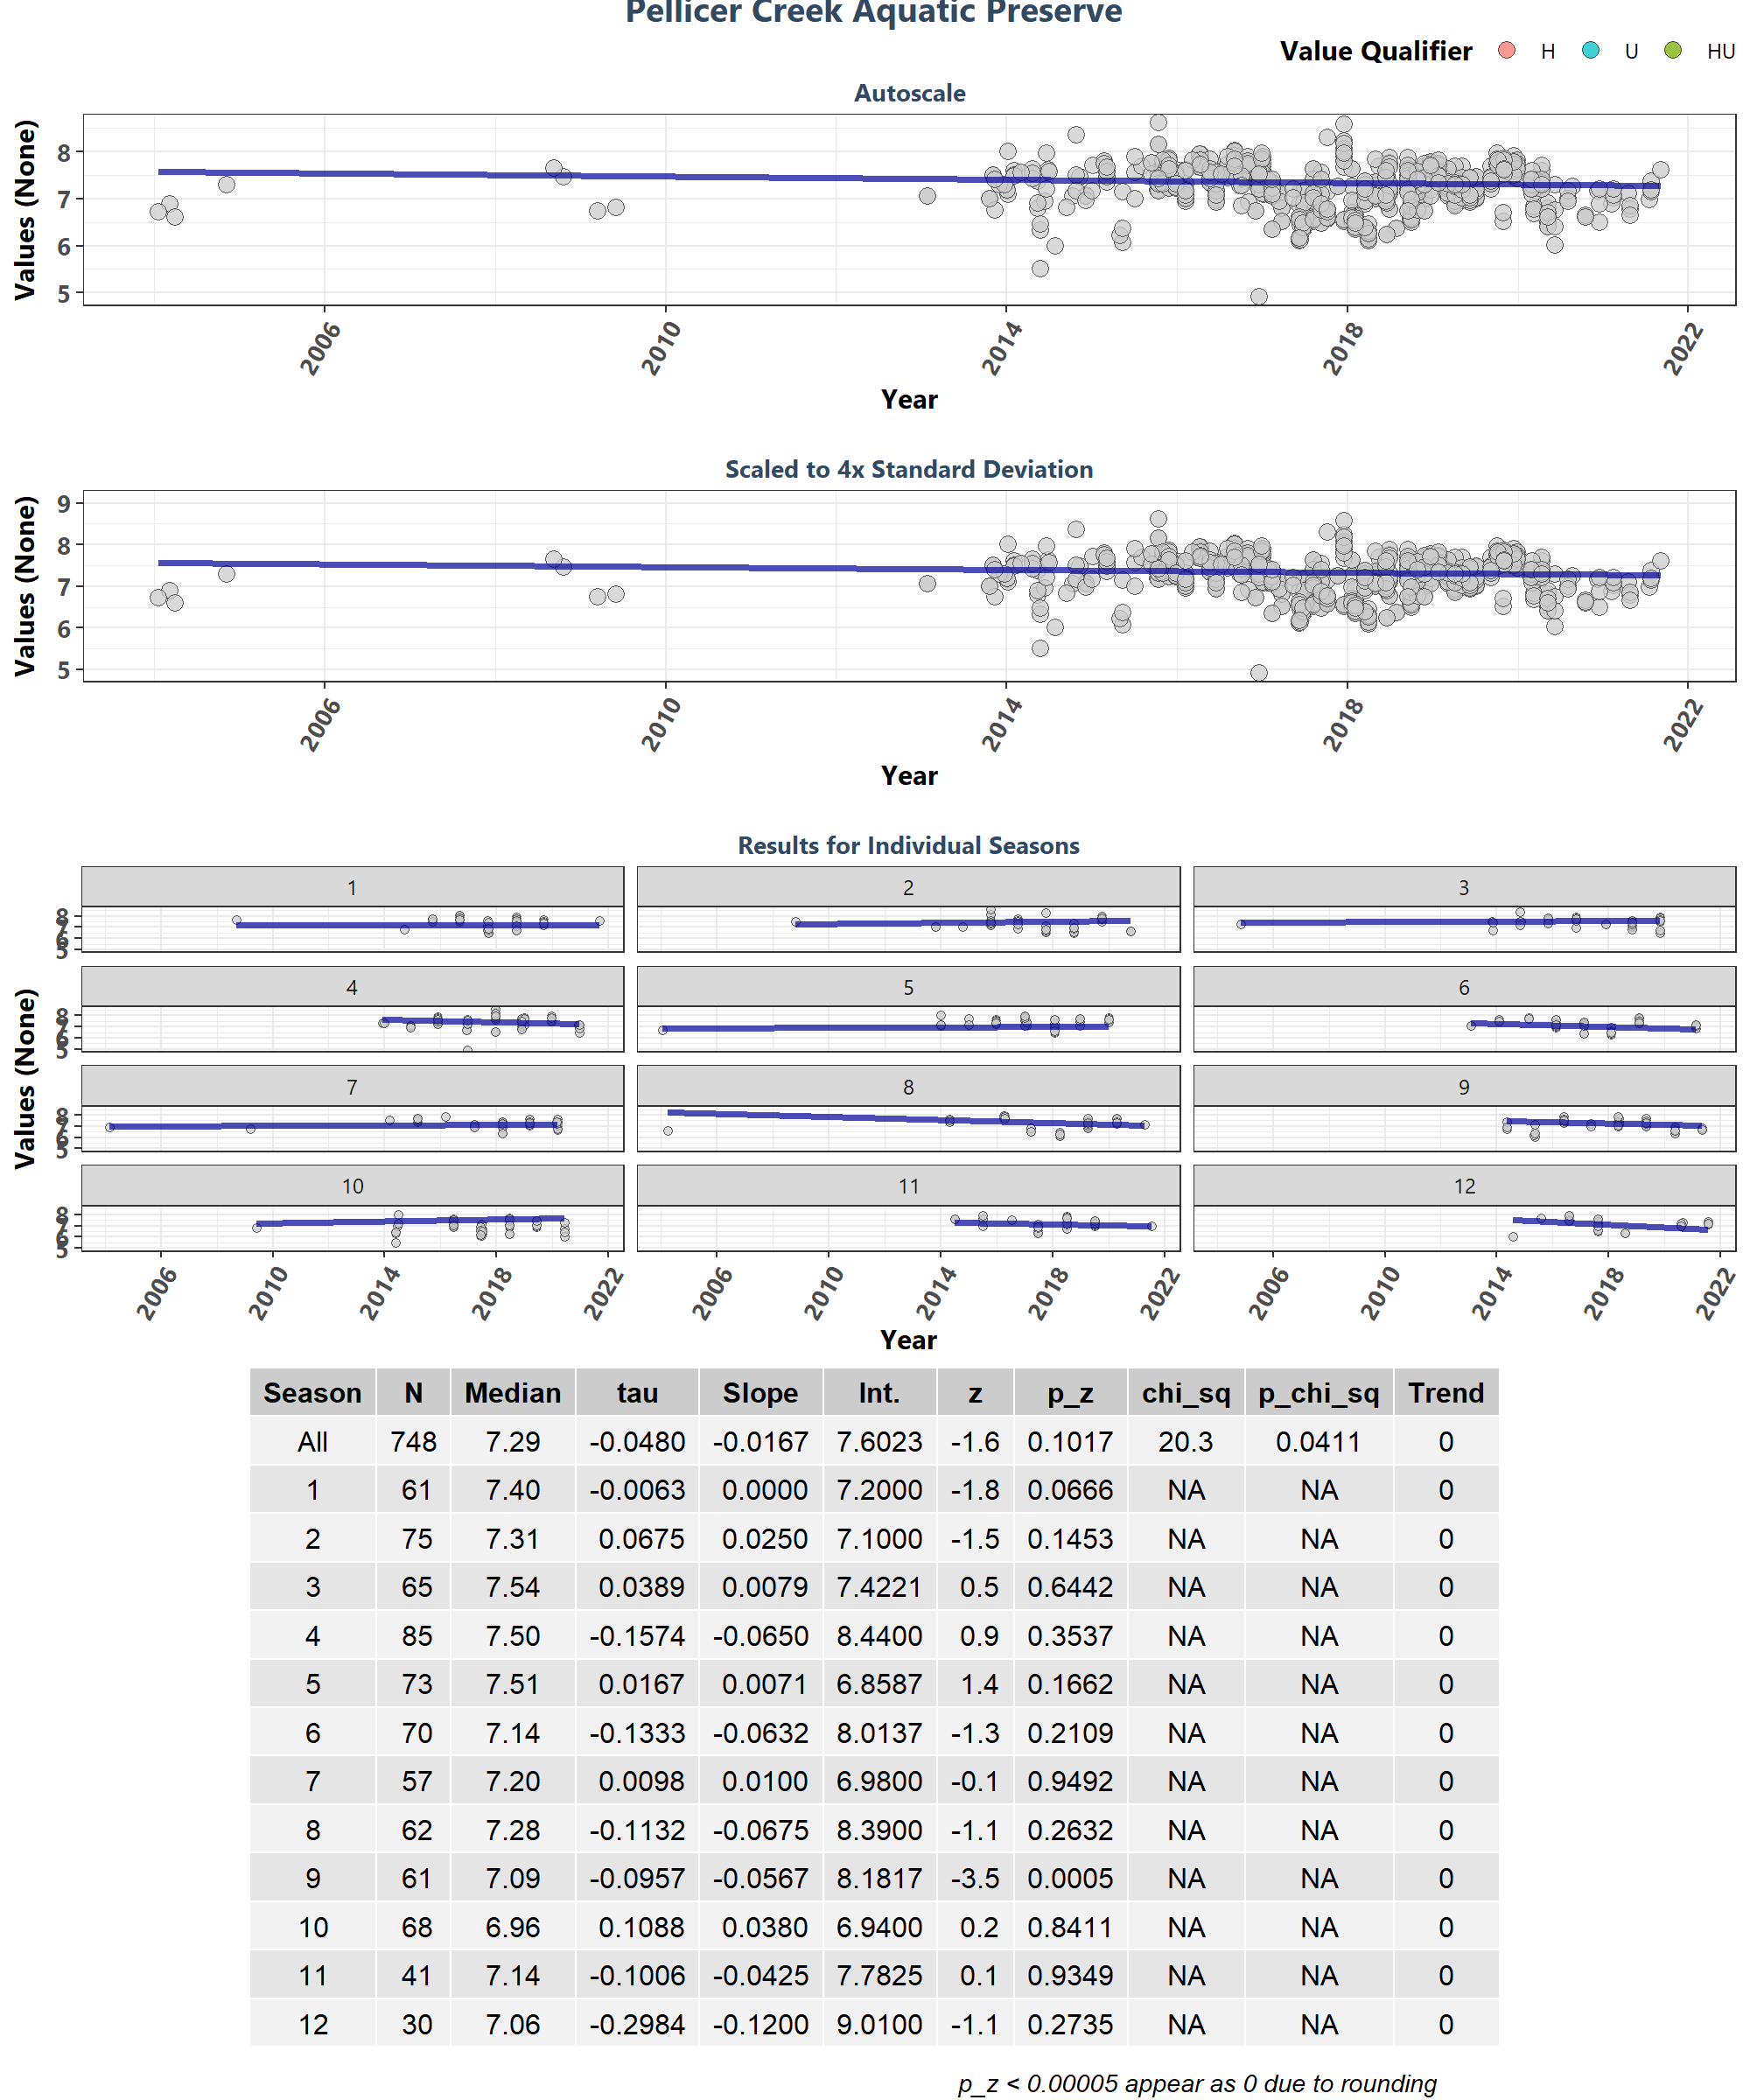 Pellicer Creek Aquatic Preserve
Value Qualifier H U HU
Autoscale
Values (None)
8
7
6
5
2006 2010 2014 2018 2022
Year
Scaled to 4x Standard Deviation
Values (None)
9
8
7
6
5
2006 2010 2014 2018 2022
Year
Results for Individual Seasons
Values (None)
1 2 3
8
7
6
5
4 5 6
8
7
6
5
7 8 9
8
7
6
5
10 11 12
8
7
6
5
2006 2010 2014 2018 2022 2006 2010 2014 2018 2022 2006 2010 2014 2018 2022
Year
Season N Median tau Slope Int. z p_z chi_sq p_chi_sq Trend
All 748 7.29 -0.0480 -0.0167 7.6023 -1.6 0.1017 20.3 0.0411 0
1 61 7.40 -0.0063 0.0000 7.2000 -1.8 0.0666 NA NA 0
2 75 7.31 0.0675 0.0250 7.1000 -1.5 0.1453 NA NA 0
3 65 7.54 0.0389 0.0079 7.4221 0.5 0.6442 NA NA 0
4 85 7.50 -0.1574 -0.0650 8.4400 0.9 0.3537 NA NA 0
5 73 7.51 0.0167 0.0071 6.8587 1.4 0.1662 NA NA 0
6 70 7.14 -0.1333 -0.0632 8.0137 -1.3 0.2109 NA NA 0
7 57 7.20 0.0098 0.0100 6.9800 -0.1 0.9492 NA NA 0
8 62 7.28 -0.1132 -0.0675 8.3900 -1.1 0.2632 NA NA 0
9 61 7.09 -0.0957 -0.0567 8.1817 -3.5 0.0005 NA NA 0
10 68 6.96 0.1088 0.0380 6.9400 0.2 0.8411 NA NA 0
11 41 7.14 -0.1006 -0.0425 7.7825 0.1 0.9349 NA NA 0
12 30 7.06 -0.2984 -0.1200 9.0100 -1.1 0.2735 NA NA 0
p_z < 0.00005 appear as 0 due to rounding